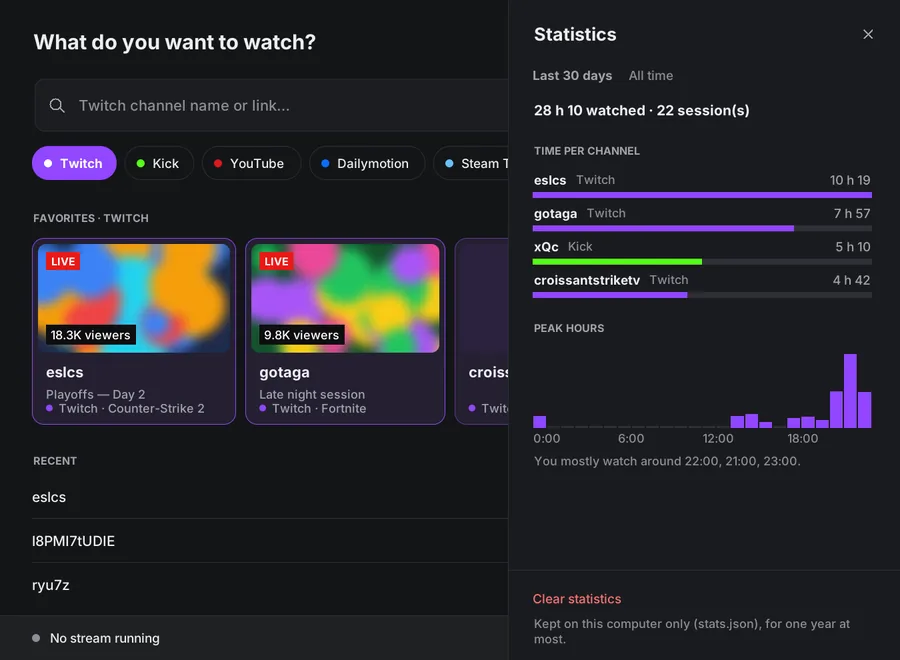 What do you want to watch?
Twitch channel name or link...
Twitch
Kick
YouTube
Dailymotion
Steam T
FAVORITES · TWITCH
LIVE
18.3K viewers
eslcs
Playoffs — Day 2
Twitch · Counter-Strike 2
LIVE
9.8K viewers
gotaga
Late night session
Twitch · Fortnite
crois
Twit
RECENT
eslcs
I8PMI7tUDIE
ryu7z
No stream running
Statistics
Last 30 days All time
28 h 10 watched · 22 session(s)
TIME PER CHANNEL
eslcs Twitch 10 h 19
gotaga Twitch 7 h 57
xQc Kick 5 h 10
croissantstriketv Twitch 4 h 42
PEAK HOURS
0:00 6:00 12:00 18:00
You mostly watch around 22:00, 21:00, 23:00.
Clear statistics
Kept on this computer only (stats.json), for one year at
most.